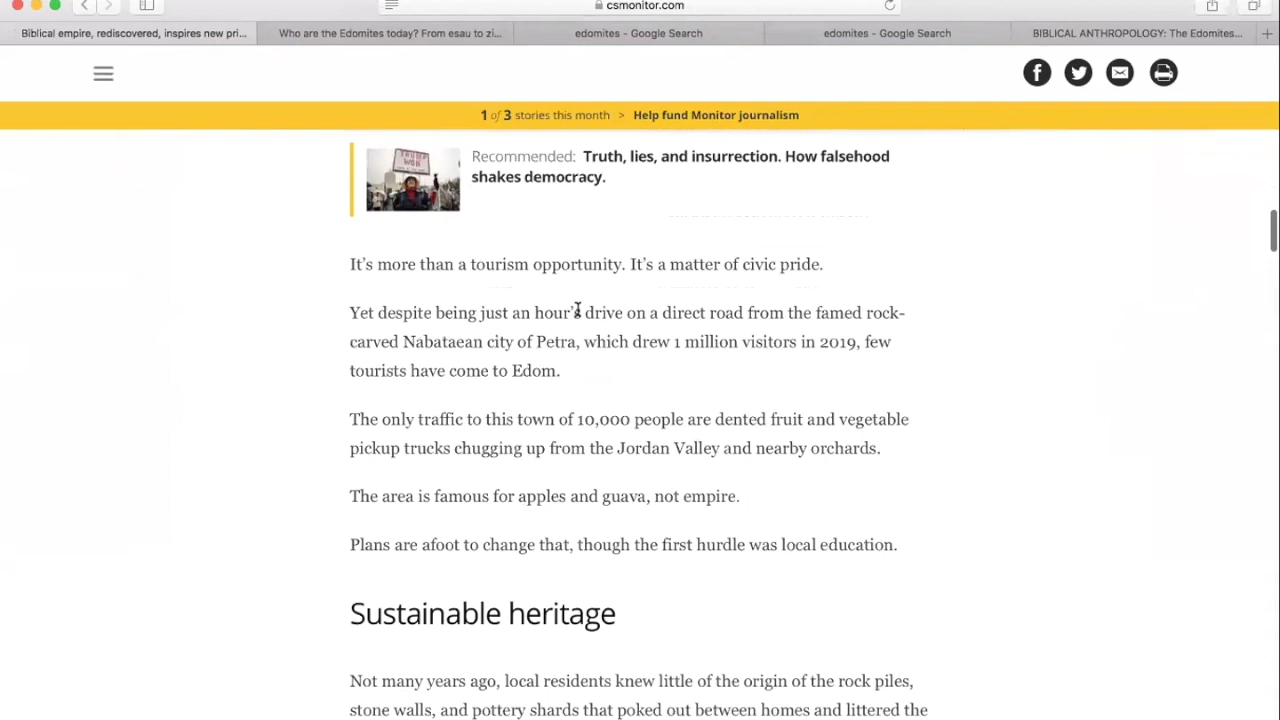 csmonitor.com
Biblical empire, rediscovered, inspires new pri...
Who are the Edomites today? From esau to zi...
edomites - Google Search
edomites - Google Search
BIBLICAL ANTHROPOLOGY: The Edomites...
1 of 3 stories this month > Help fund Monitor journalism
TRUMP
WON
Recommended: Truth, lies, and insurrection. How falsehood
shakes democracy.
It’s more than a tourism opportunity. It’s a matter of civic pride.
Yet despite being just an hour’s drive on a direct road from the famed rock-
carved Nabataean city of Petra, which drew 1 million visitors in 2019, few
tourists have come to Edom.
The only traffic to this town of 10,000 people are dented fruit and vegetable
pickup trucks chugging up from the Jordan Valley and nearby orchards.
The area is famous for apples and guava, not empire.
Plans are afoot to change that, though the first hurdle was local education.
Sustainable heritage
Not many years ago, local residents knew little of the origin of the rock piles,
stone walls, and pottery shards that poked out between homes and littered the